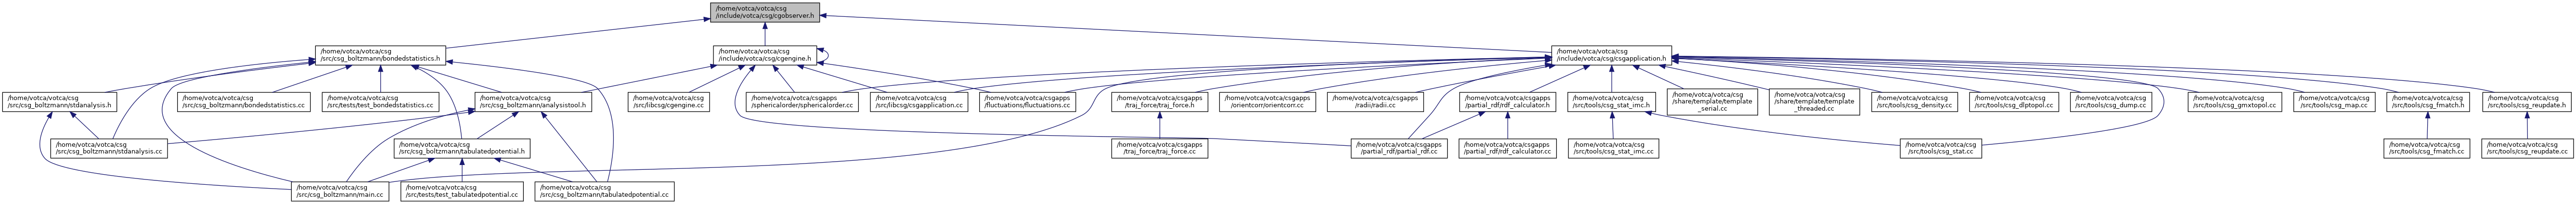 /home/votca/votca/csg
/include/votca/csg/cgobserver.h
/home/votca/votca/csg
/src/csg_boltzmann/bondedstatistics.h
/home/votca/votca/csg
/include/votca/csg/cgengine.h
/home/votca/votca/csg
/include/votca/csg/csgapplication.h
/home/votca/votca/csg
/src/csg_boltzmann/stdanalysis.h
/home/votca/votca/csg
/src/csg_boltzmann/bondedstatistics.cc
/home/votca/votca/csg
/src/tests/test_bondedstatistics.cc
/home/votca/votca/csg
/src/csg_boltzmann/analysistool.h
/home/votca/votca/csg
/src/libcsg/cgengine.cc
/home/votca/votca/csgapps
/sphericalorder/sphericalorder.cc
/home/votca/votca/csg
/src/libcsg/csgapplication.cc
/home/votca/votca/csgapps
/fluctuations/fluctuations.cc
/home/votca/votca/csgapps
/traj_force/traj_force.h
/home/votca/votca/csgapps
/orientcorr/orientcorr.cc
/home/votca/votca/csgapps
/radii/radii.cc
/home/votca/votca/csgapps
/partial_rdf/rdf_calculator.h
/home/votca/votca/csg
/src/tools/csg_stat_imc.h
/home/votca/votca/csg
/share/template/template
_serial.cc
/home/votca/votca/csg
/share/template/template
_threaded.cc
/home/votca/votca/csg
/src/tools/csg_density.cc
/home/votca/votca/csg
/src/tools/csg_dlptopol.cc
/home/votca/votca/csg
/src/tools/csg_dump.cc
/home/votca/votca/csg
/src/tools/csg_gmxtopol.cc
/home/votca/votca/csg
/src/tools/csg_map.cc
/home/votca/votca/csg
/src/tools/csg_fmatch.h
/home/votca/votca/csg
/src/tools/csg_reupdate.h
/home/votca/votca/csg
/src/csg_boltzmann/stdanalysis.cc
/home/votca/votca/csg
/src/csg_boltzmann/tabulatedpotential.h
/home/votca/votca/csgapps
/traj_force/traj_force.cc
/home/votca/votca/csgapps
/partial_rdf/partial_rdf.cc
/home/votca/votca/csgapps
/partial_rdf/rdf_calculator.cc
/home/votca/votca/csg
/src/tools/csg_stat_imc.cc
/home/votca/votca/csg
/src/tools/csg_stat.cc
/home/votca/votca/csg
/src/tools/csg_fmatch.cc
/home/votca/votca/csg
/src/tools/csg_reupdate.cc
/home/votca/votca/csg
/src/csg_boltzmann/main.cc
/home/votca/votca/csg
/src/tests/test_tabulatedpotential.cc
/home/votca/votca/csg
/src/csg_boltzmann/tabulatedpotential.cc